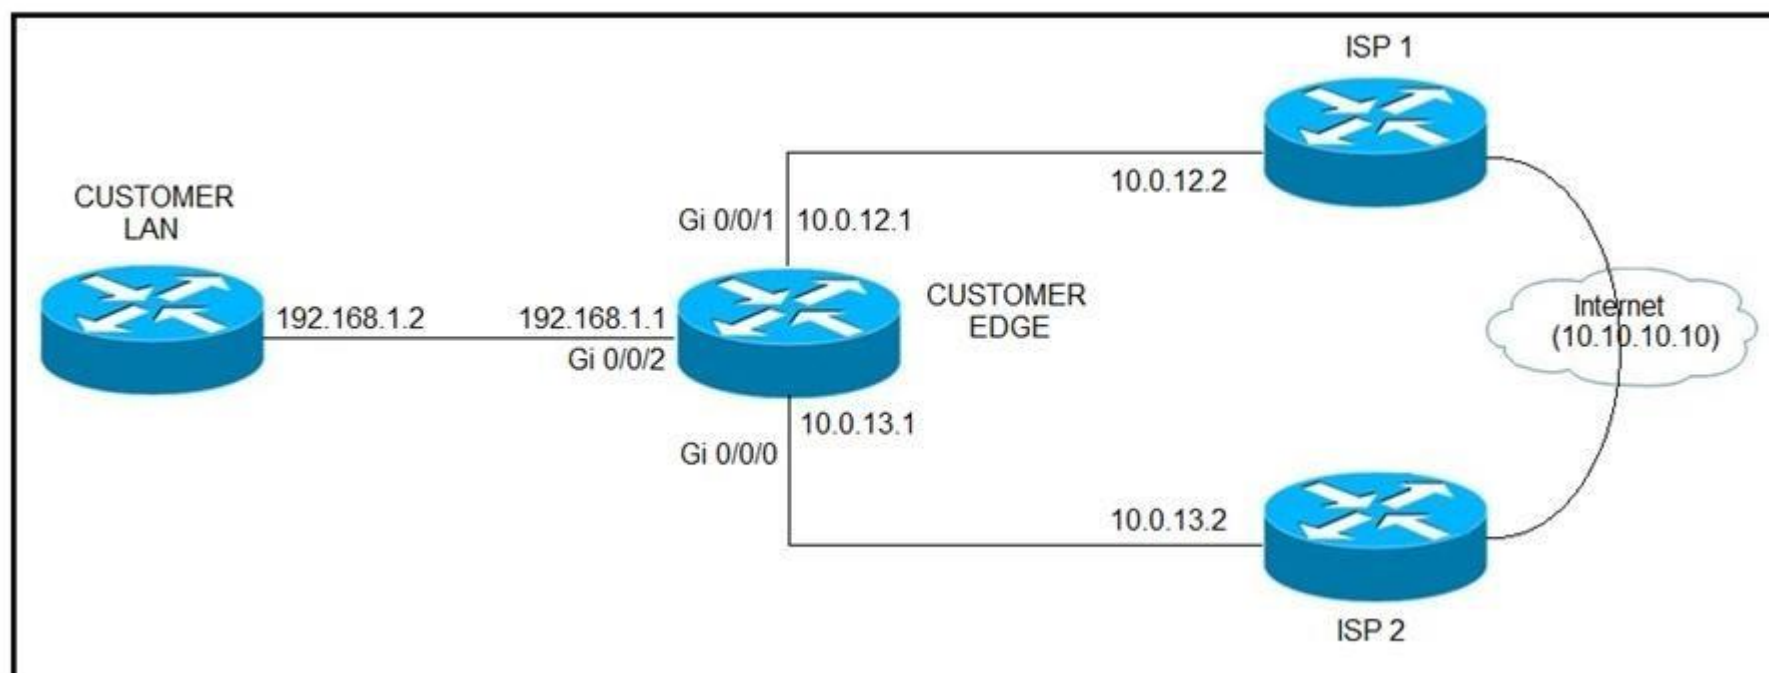 ISP 1
10.0.12.2
CUSTOMER
LAN
Gi 0/0/1
10.0.12.1
192.168.1.2
192.168.1.1
Gi 0/0/2
CUSTOMER
EDGE
Internet
(10.10.10.10)
10.0.13.1
Gi 0/0/0
10.0.13.2
ISP 2